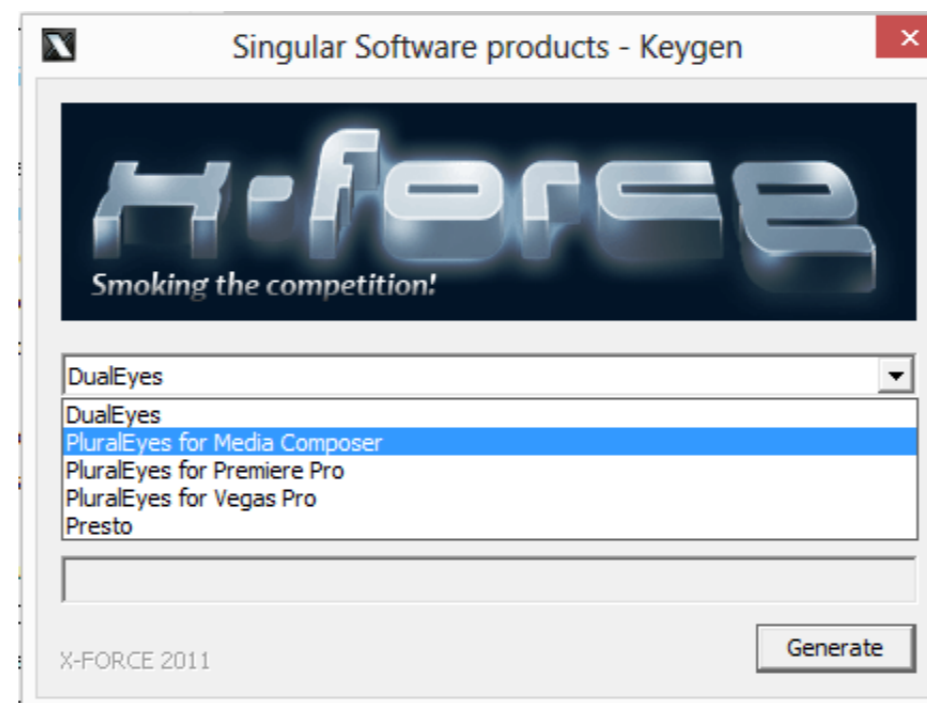 Singular Software products - Keygen
x-force
Smoking the competition!
DualEyes
DualEyes
PluralEyes for Media Composer
PluralEyes for Premiere Pro
PluralEyes for Vegas Pro
Presto
Generate
X-FORCE 2011